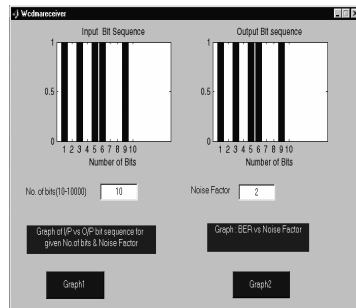 Wcdmareceiver
Input Bit Sequence
Output Bit Sequence
1
0.5
0
1 2 3 4 5 6 7 8 9 10
Number of Bits
1
0.5
0
1 2 3 4 5 6 7 8 9 10
Number of Bits
No. of bits(10-10000)
10
Noise Factor
2
Graph of I/P vs O/P bit sequence for
given No.of bits & Noise Factor
Graph : BER vs Noise Factor
Graph1
Graph2